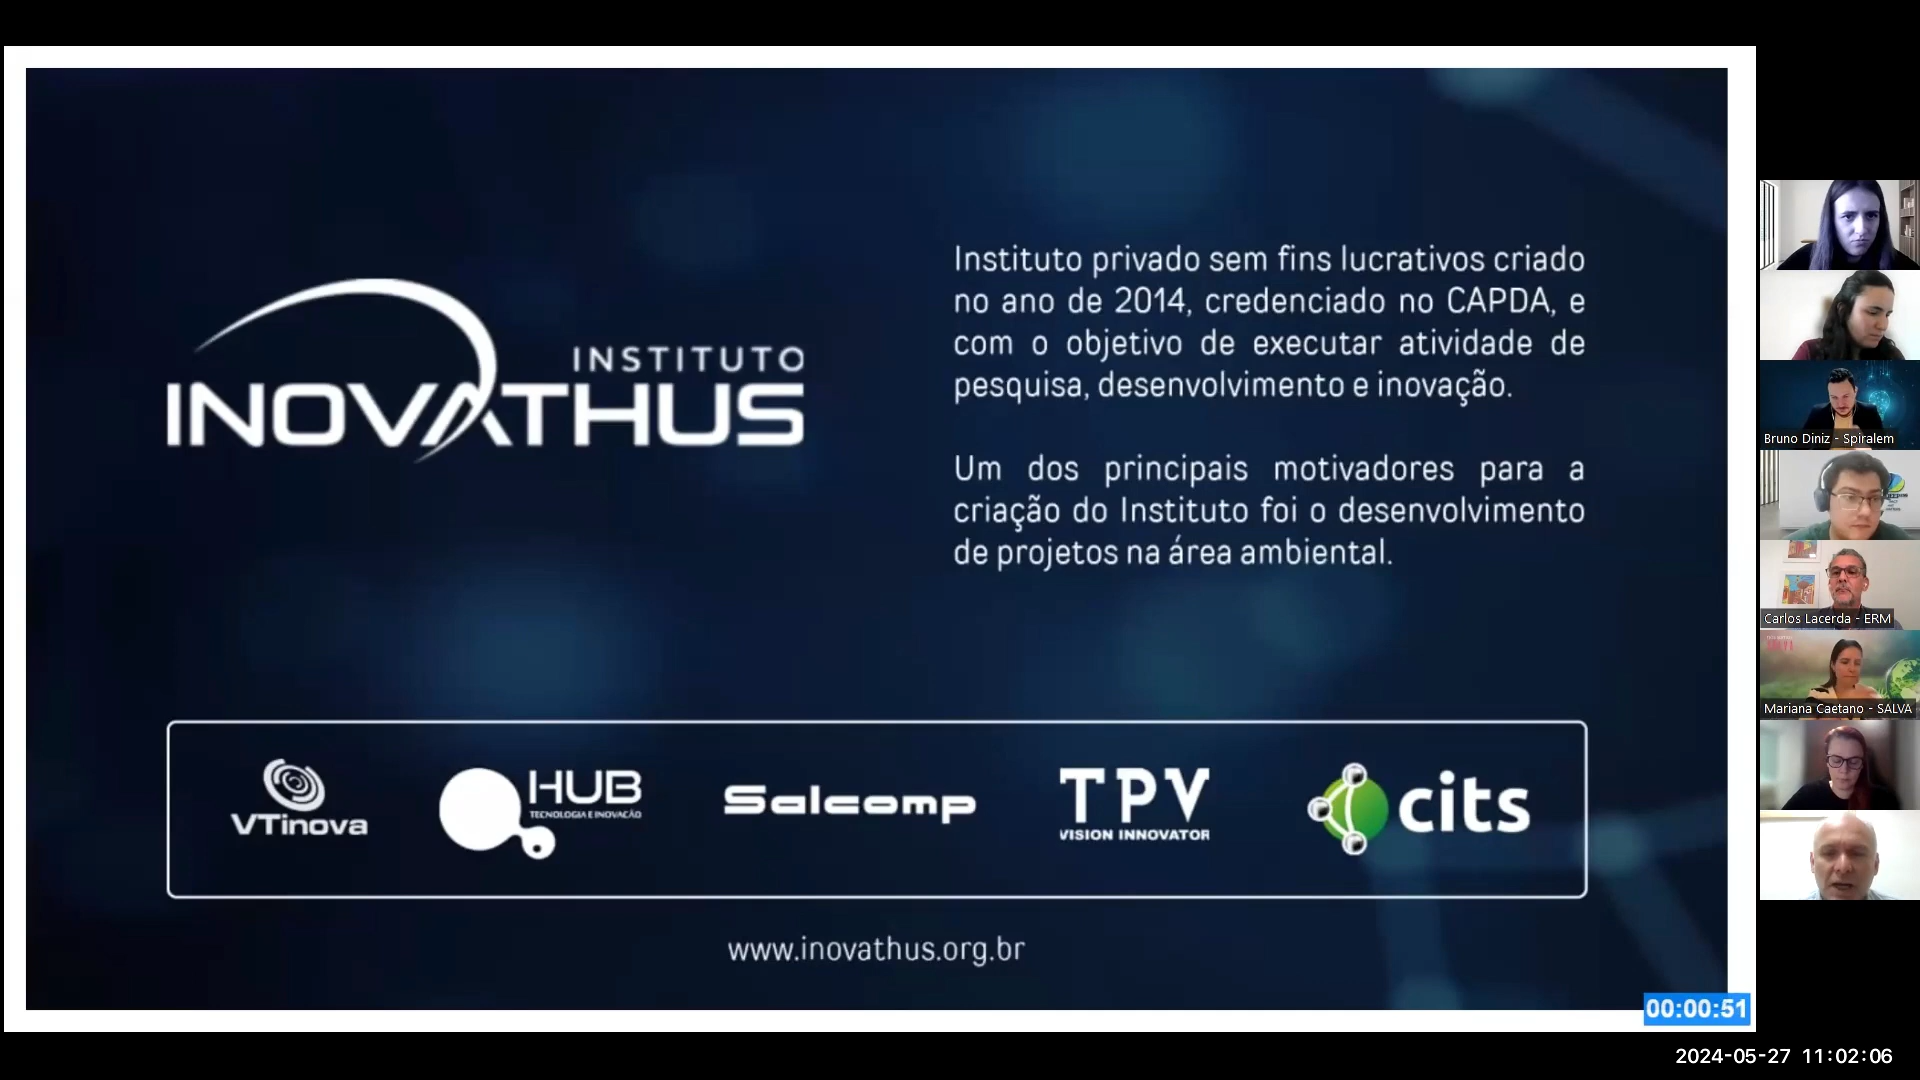 INSTITUTO
INOVATHUS
Instituto privado sem fins lucrativos criado
no ano de 2014, credenciado no CAPDA, e
com o objetivo de executar atividade de
pesquisa, desenvolvimento e inovação.
Um dos principais motivadores para a
criação do Instituto foi o desenvolvimento
de projetos na área ambiental.
VTinova
HUB
TECNOLOGIA E INOVAÇÃO
Salcomp
TPV
VISION INNOVATOR
cits
www.inovathus.org.br
00:00:51
Bruno Diniz - Spiralem
Carlos Lacerda - ERM
SALVA
Mariana Caetano - SALVA
2024-05-27 11:02:06